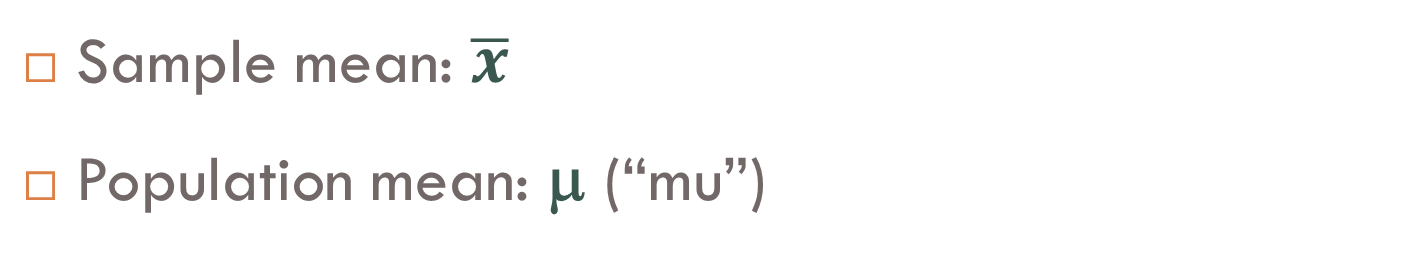 □ Sample mean: x̅
□ Population mean: μ (“mu”)